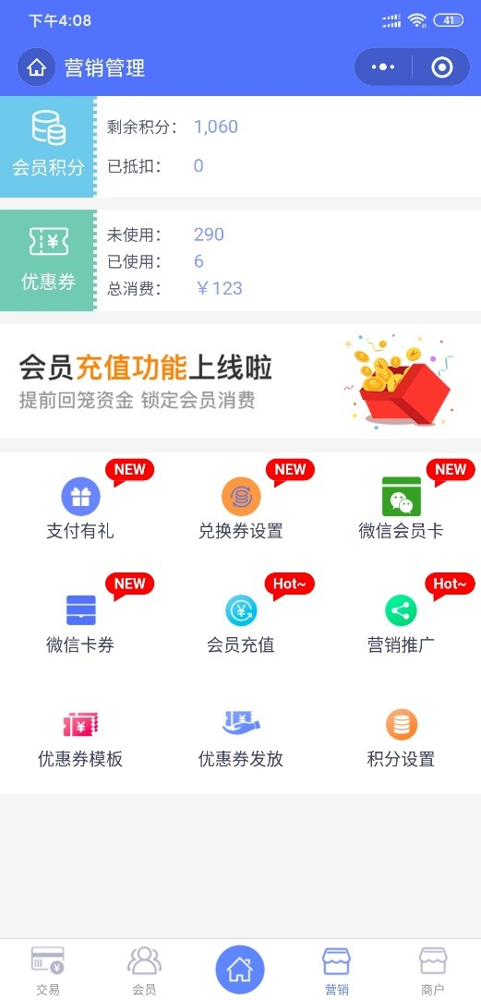 下午4:08
41
营销管理
会员积分
剩余积分： 1,060
已抵扣： 0
优惠券
未使用： 290
已使用： 6
总消费： ￥123
会员充值功能上线啦
提前回笼资金 锁定会员消费
NEW NEW NEW
支付有礼 兑换券设置 微信会员卡
NEW Hot~ Hot~
微信卡券 会员充值 营销推广
优惠券模板 优惠券发放 积分设置
交易 会员 营销 商户